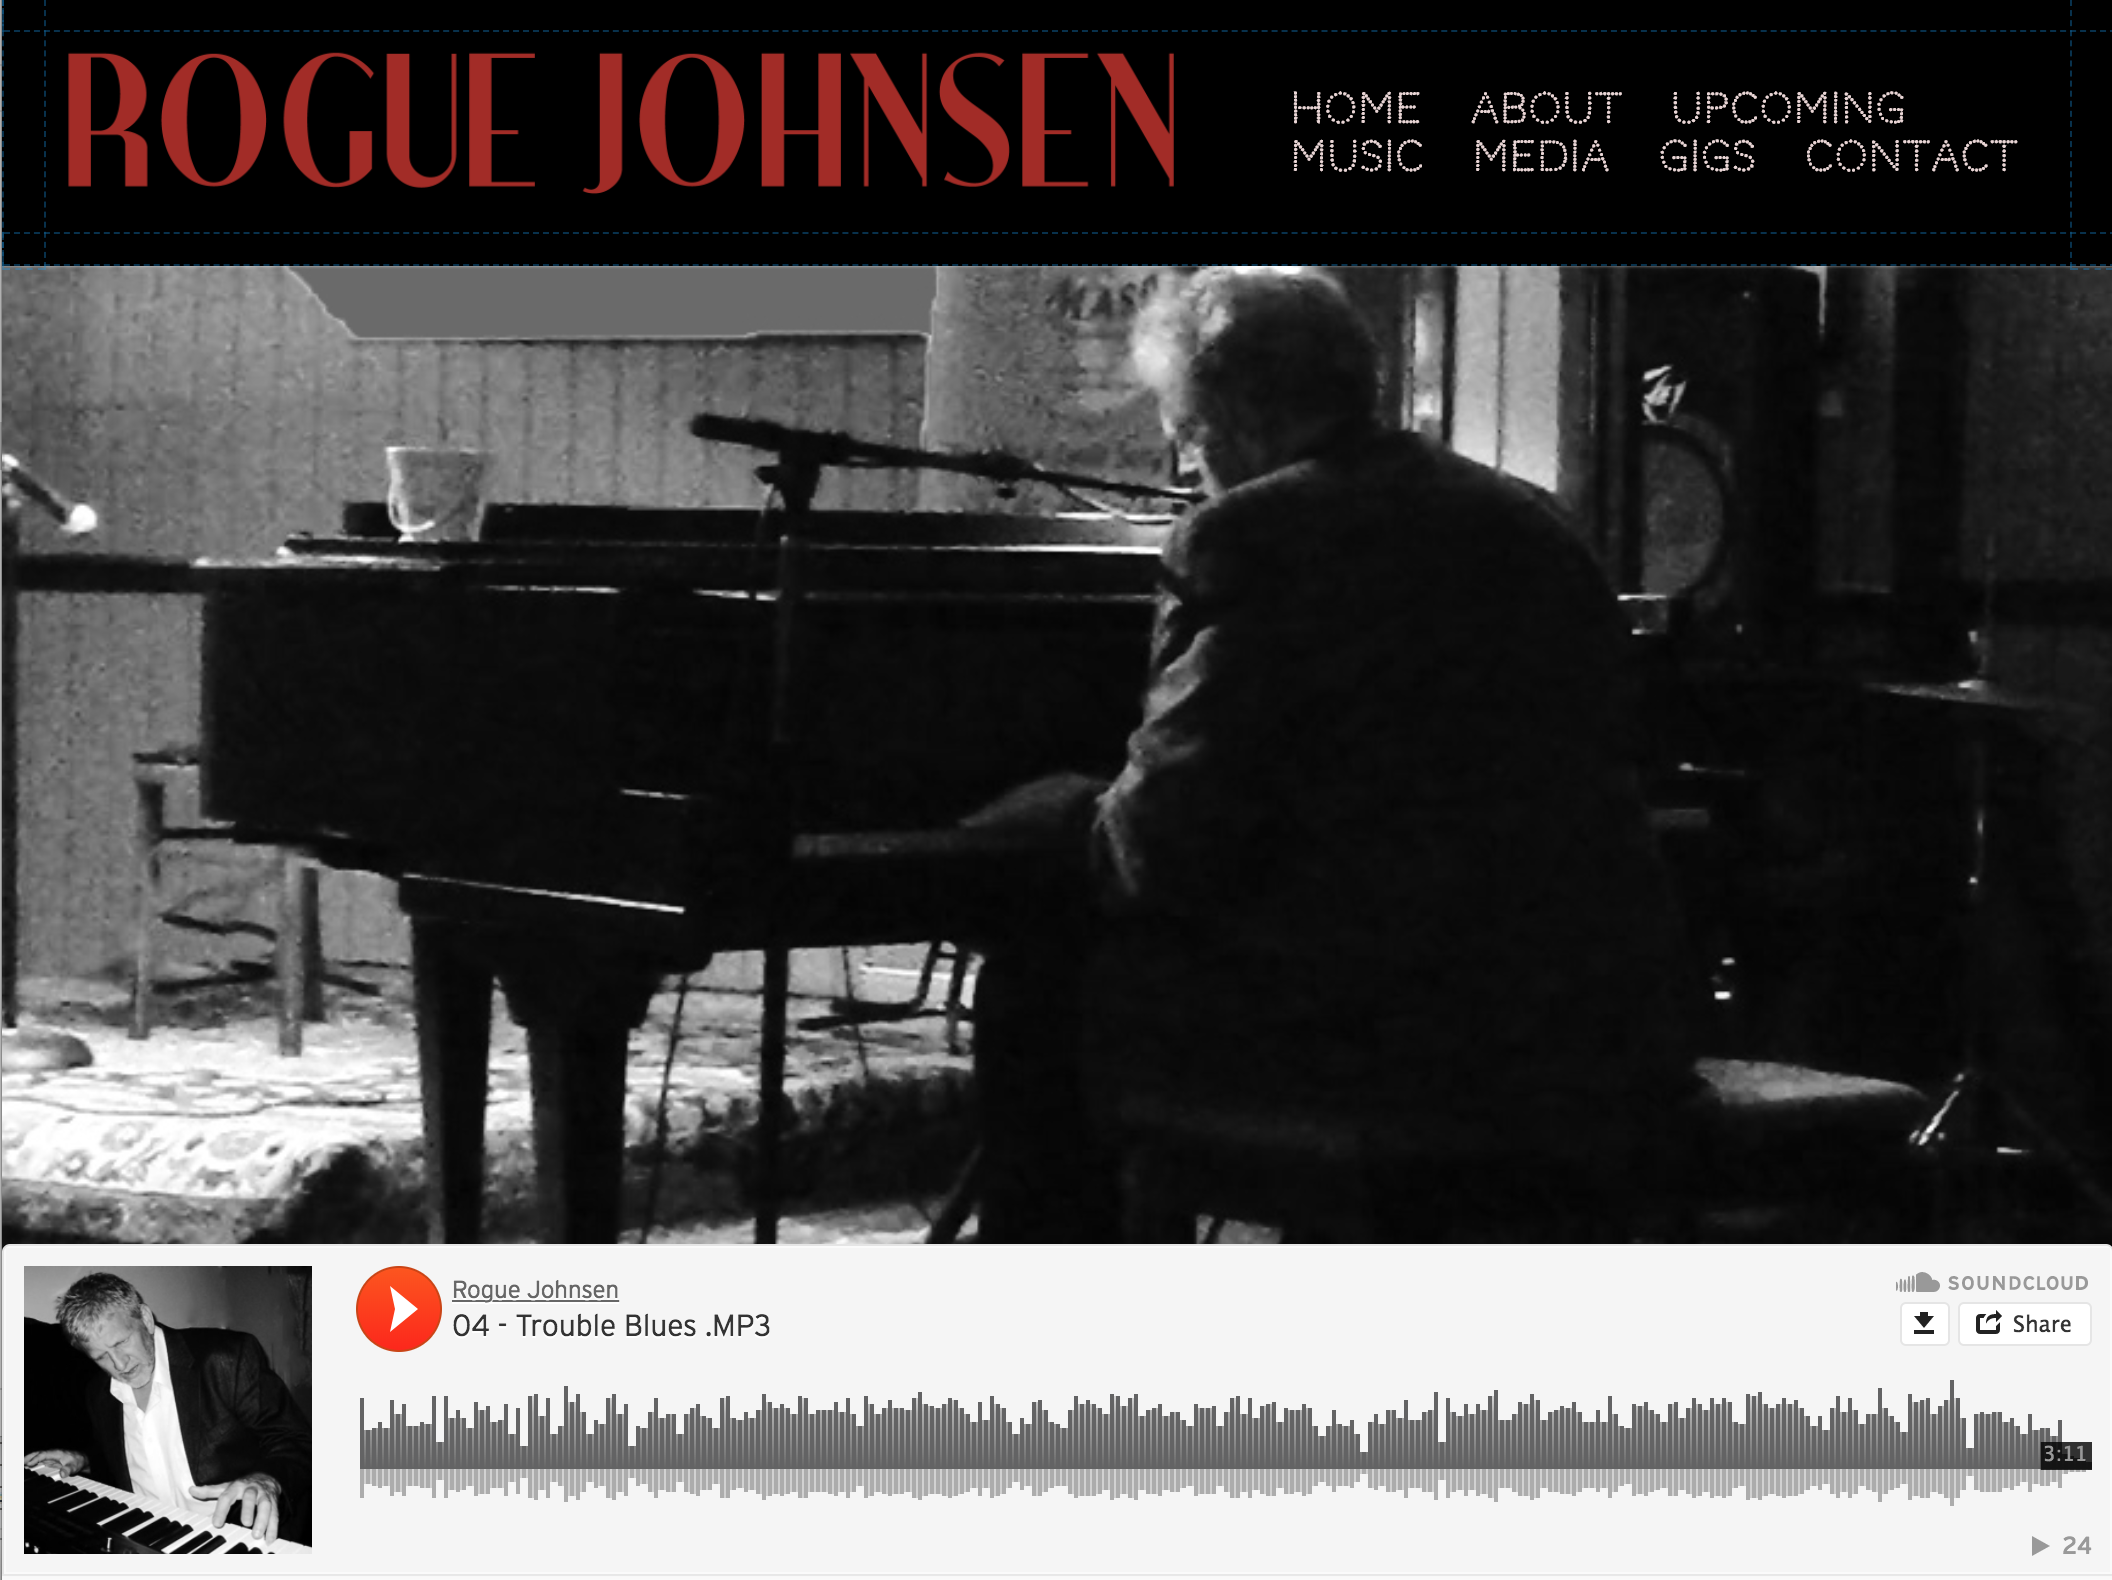 ROGUE JOHNSEN
HOME ABOUT UPCOMING
MUSIC MEDIA GIGS CONTACT
Rogue Johnsen
04 - Trouble Blues .MP3
SOUNDCLOUD
Share
3:11
24